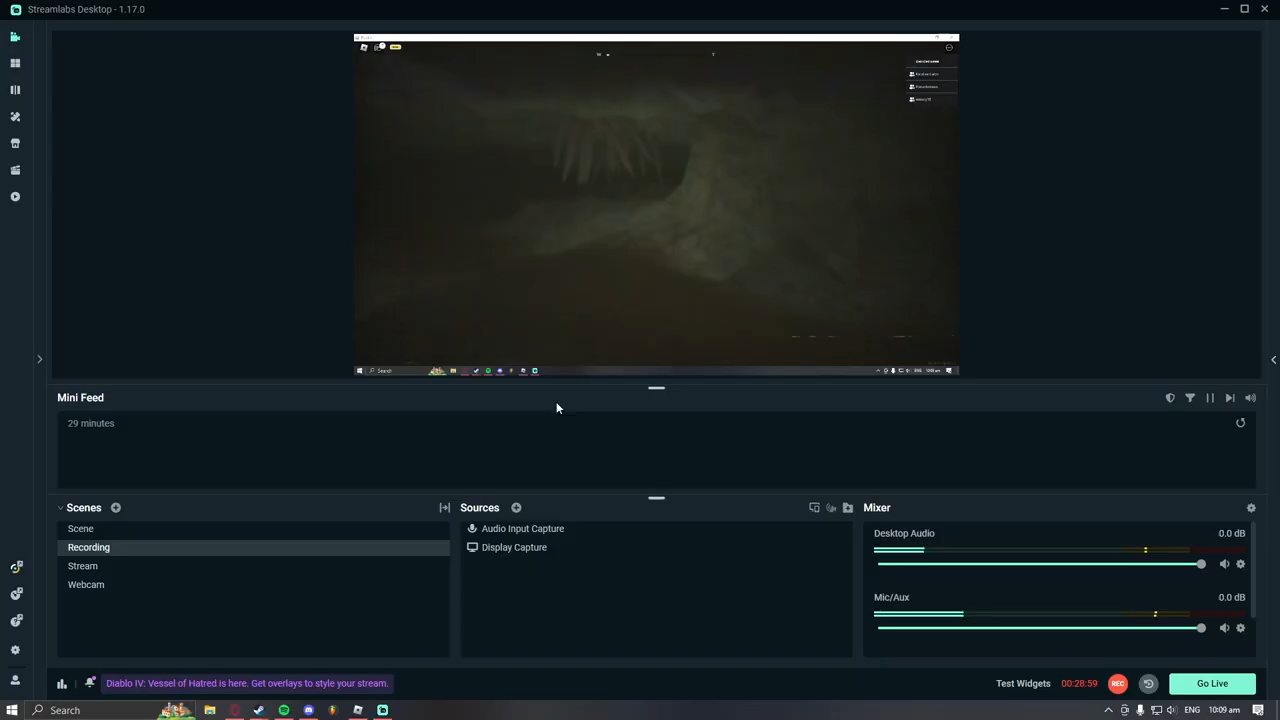 Streamlabs Desktop - 1.17.0
Search
Mini Feed
29 minutes
Scenes
Scene
Recording
Stream
Webcam
Sources
Audio Input Capture
Display Capture
Mixer
Desktop Audio
0.0 dB
Mic/Aux
0.0 dB
Diablo IV: Vessel of Hatred is here. Get overlays to style your stream.
Test Widgets
00:28:59
REC
Go Live
Search
ENG
10:09 am